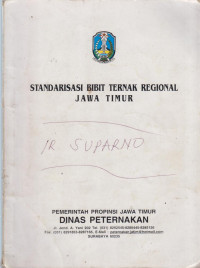 STANDARISASI BIBIT TERNAK REGIONAL
JAWA TIMUR
IR SUPARNO
PEMERINTAH PROPINSI JAWA TIMUR
DINAS PETERNAKAN
SURABAYA